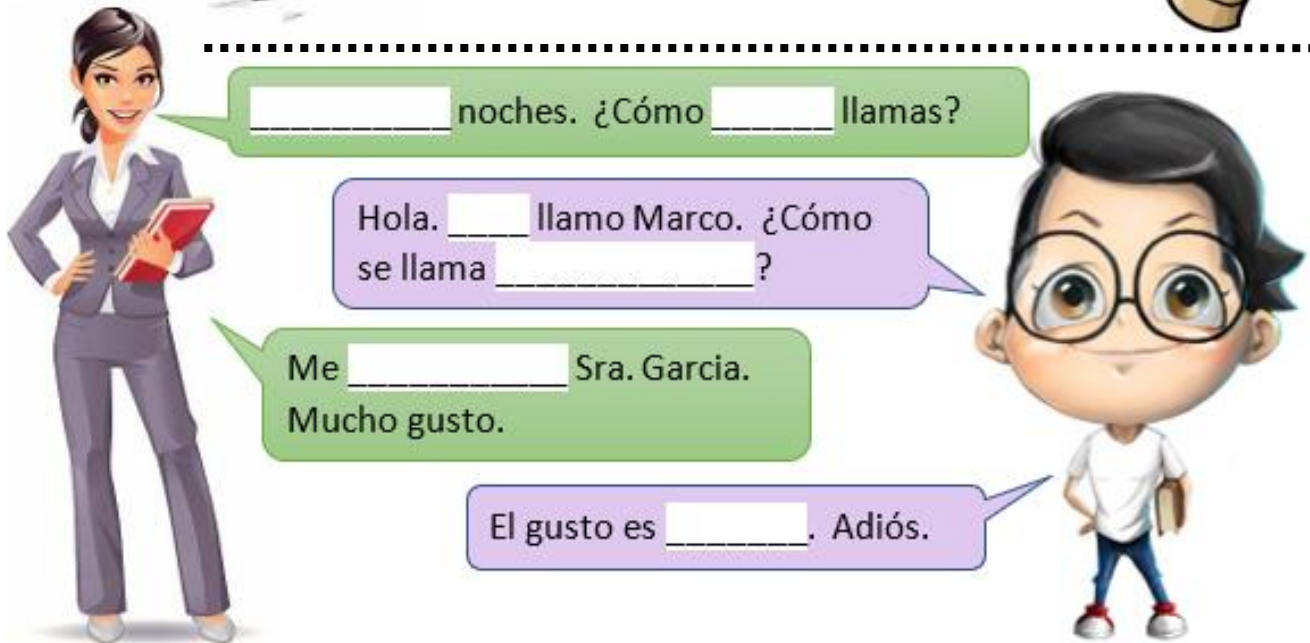 __________ noches. ¿Cómo ______ llamas?
Hola. ____ llamo Marco. ¿Cómo
se llama _____________?
Me ___________ Sra. Garcia.
Mucho gusto.
El gusto es _______. Adiós.